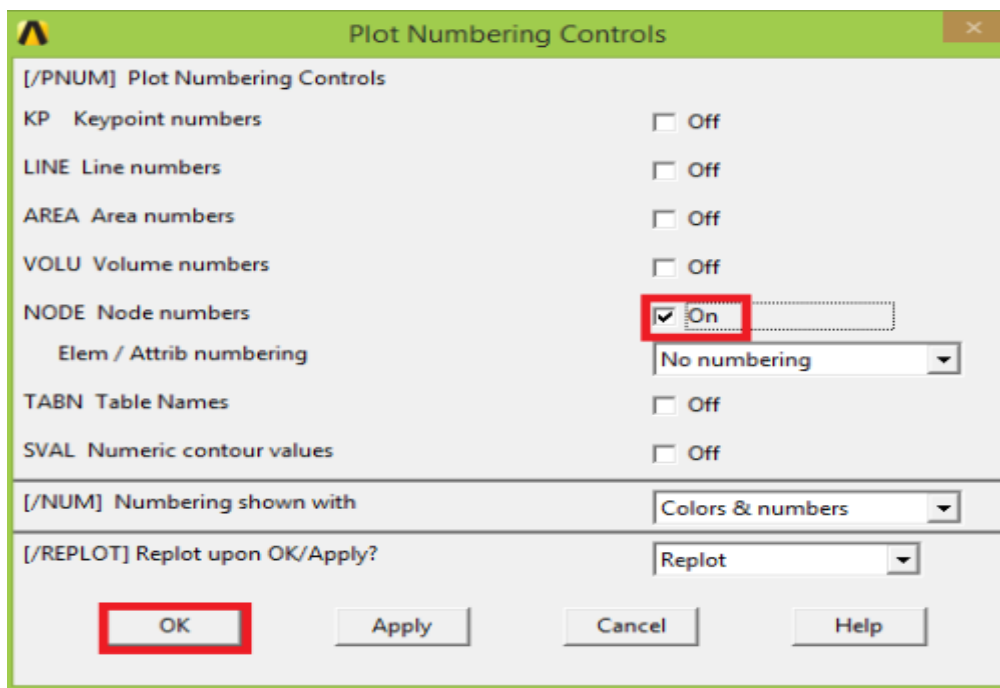 Plot Numbering Controls
[/PNUM] Plot Numbering Controls
KP Keypoint numbers Off
LINE Line numbers Off
AREA Area numbers Off
VOLU Volume numbers Off
NODE Node numbers On
Elem / Attrib numbering No numbering
TABN Table Names Off
SVAL Numeric contour values Off
[/NUM] Numbering shown with Colors & numbers
[/REPLOT] Replot upon OK/Apply? Replot
OK Apply Cancel Help